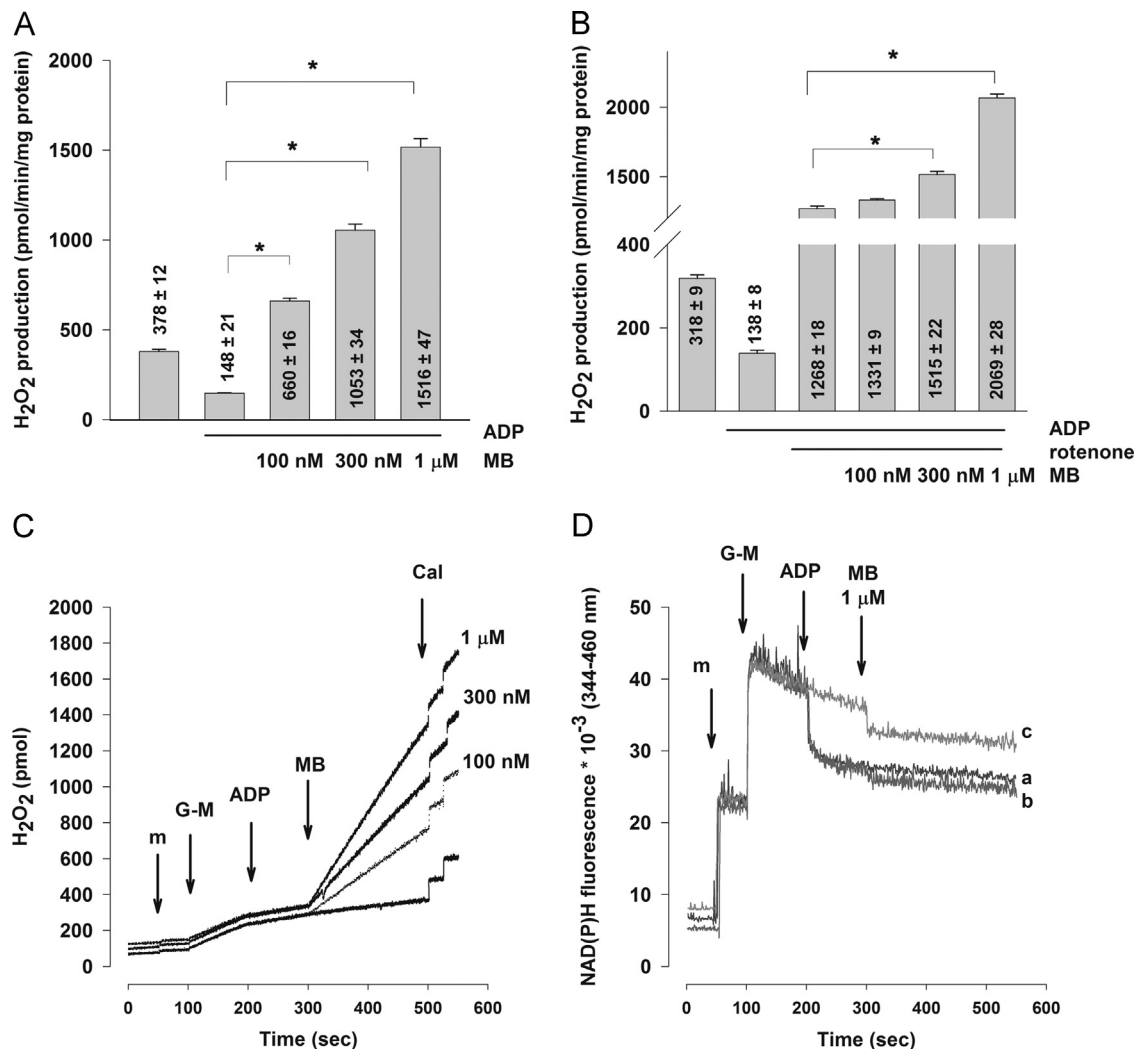 A
H2O2 production (pmol/min/mg protein)
2000
1500
1000
500
0
378 ± 12
148 ± 21
660 ± 16
1053 ± 34
1516 ± 47
*
*
*
ADP
100 nM 300 nM 1 µM MB
B
H2O2 production (pmol/min/mg protein)
2000
1500
400
200
0
318 ± 9
138 ± 8
1268 ± 18
1331 ± 9
1515 ± 22
2069 ± 28
*
*
ADP
rotenone
100 nM 300 nM 1 µM MB
C
H2O2 (pmol)
2000
1800
1600
1400
1200
1000
800
600
400
200
0
m
G-M
ADP
MB
Cal
1 µM
300 nM
100 nM
0 100 200 300 400 500 600
Time (sec)
D
NAD(P)H fluorescence * 10-3 (344-460 nm)
50
40
30
20
10
0
m
G-M
ADP
MB
1 µM
c
a
b
0 100 200 300 400 500 600
Time (sec)